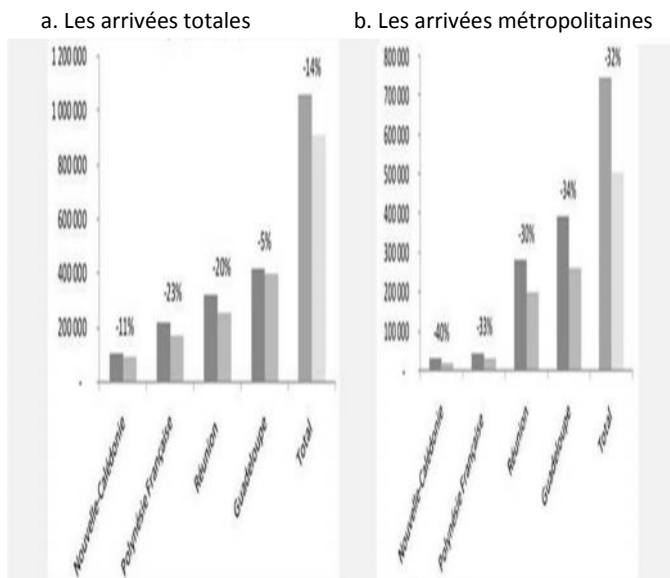 a. Les arrivées totales
b. Les arrivées métropolitaines
1 200 000
1 000 000
800 000
600 000
400 000
200 000
-
-11%
-23%
-20%
-5%
-14%
Nouvelle-Calédonie
Polynésie Française
Réunion
Guadeloupe
Total
800 000
700 000
600 000
500 000
400 000
300 000
200 000
100 000
-
-40%
-33%
-30%
-34%
-32%
Nouvelle-Calédonie
Polynésie Française
Réunion
Guadeloupe
Total